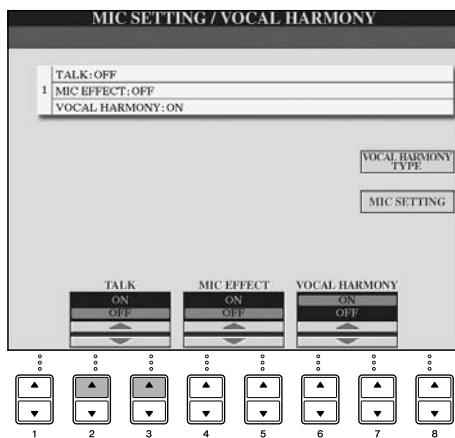 MIC SETTING / VOCAL HARMONY
TALK:OFF
1 MIC EFFECT:OFF
VOCAL HARMONY:ON
VOCAL HARMONY
TYPE
MIC SETTING
TALK MIC EFFECT VOCAL HARMONY
ON ON ON
OFF OFF OFF
1 2 3 4 5 6 7 8